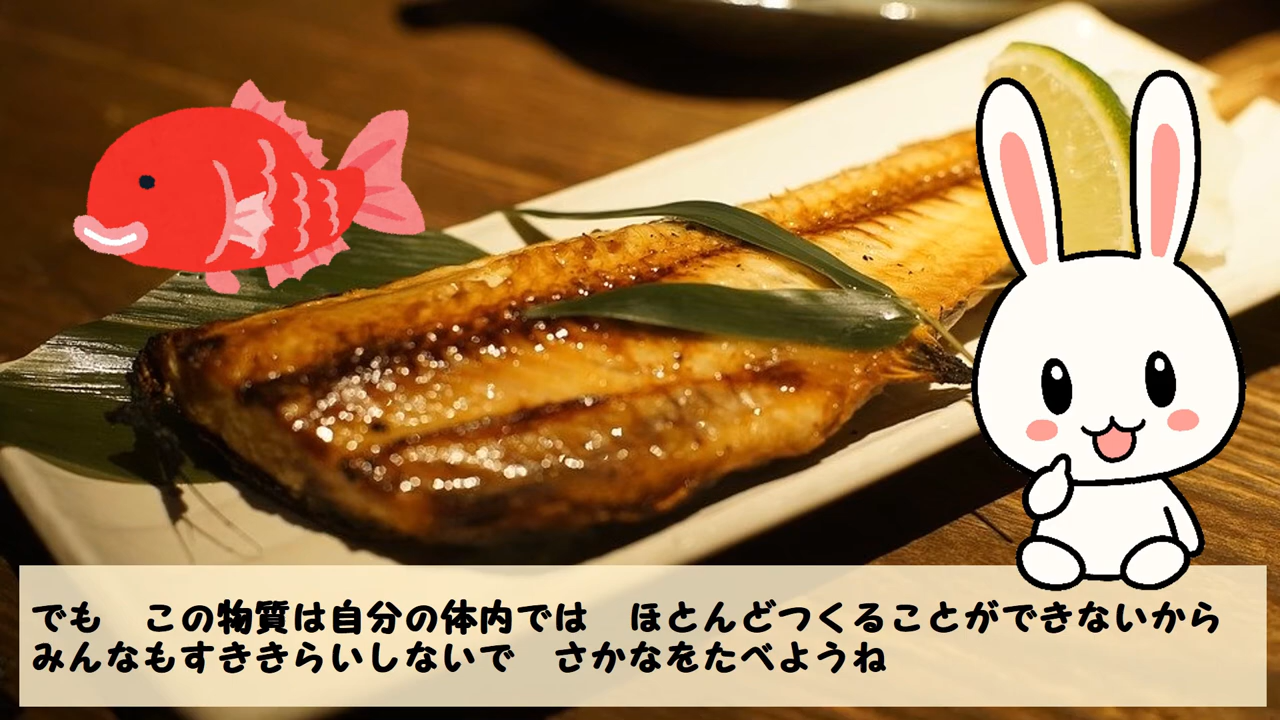 でも　この物質は自分の体内では　ほとんどつくることができないから
みんなもすききらいしないで　さかなをたべようね